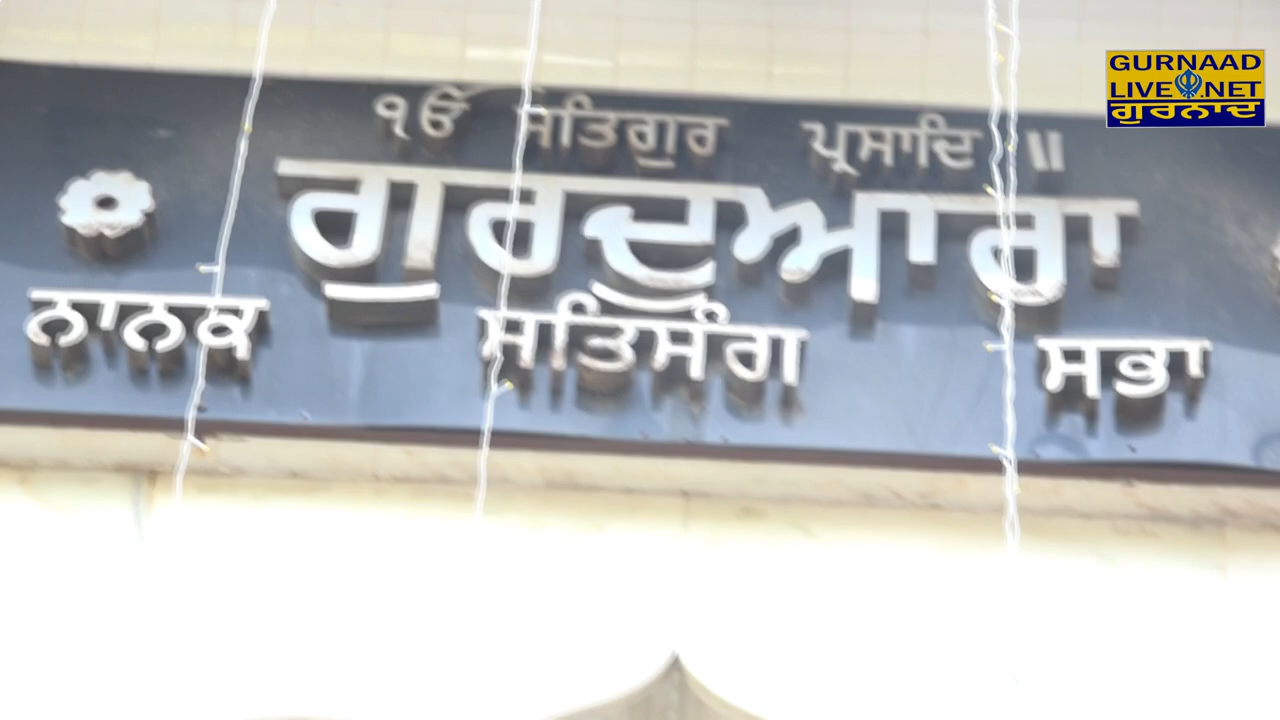 ੴ ਸਤਿਗੁਰ ਪ੍ਰਸਾਦਿ ॥
ਗੁਰਦੁਆਰਾ
ਨਾਨਕ ਸਤਿਸੰਗ ਸਭਾ
GURNAAD
LIVE.NET
ਗੁਰਨਾਦ